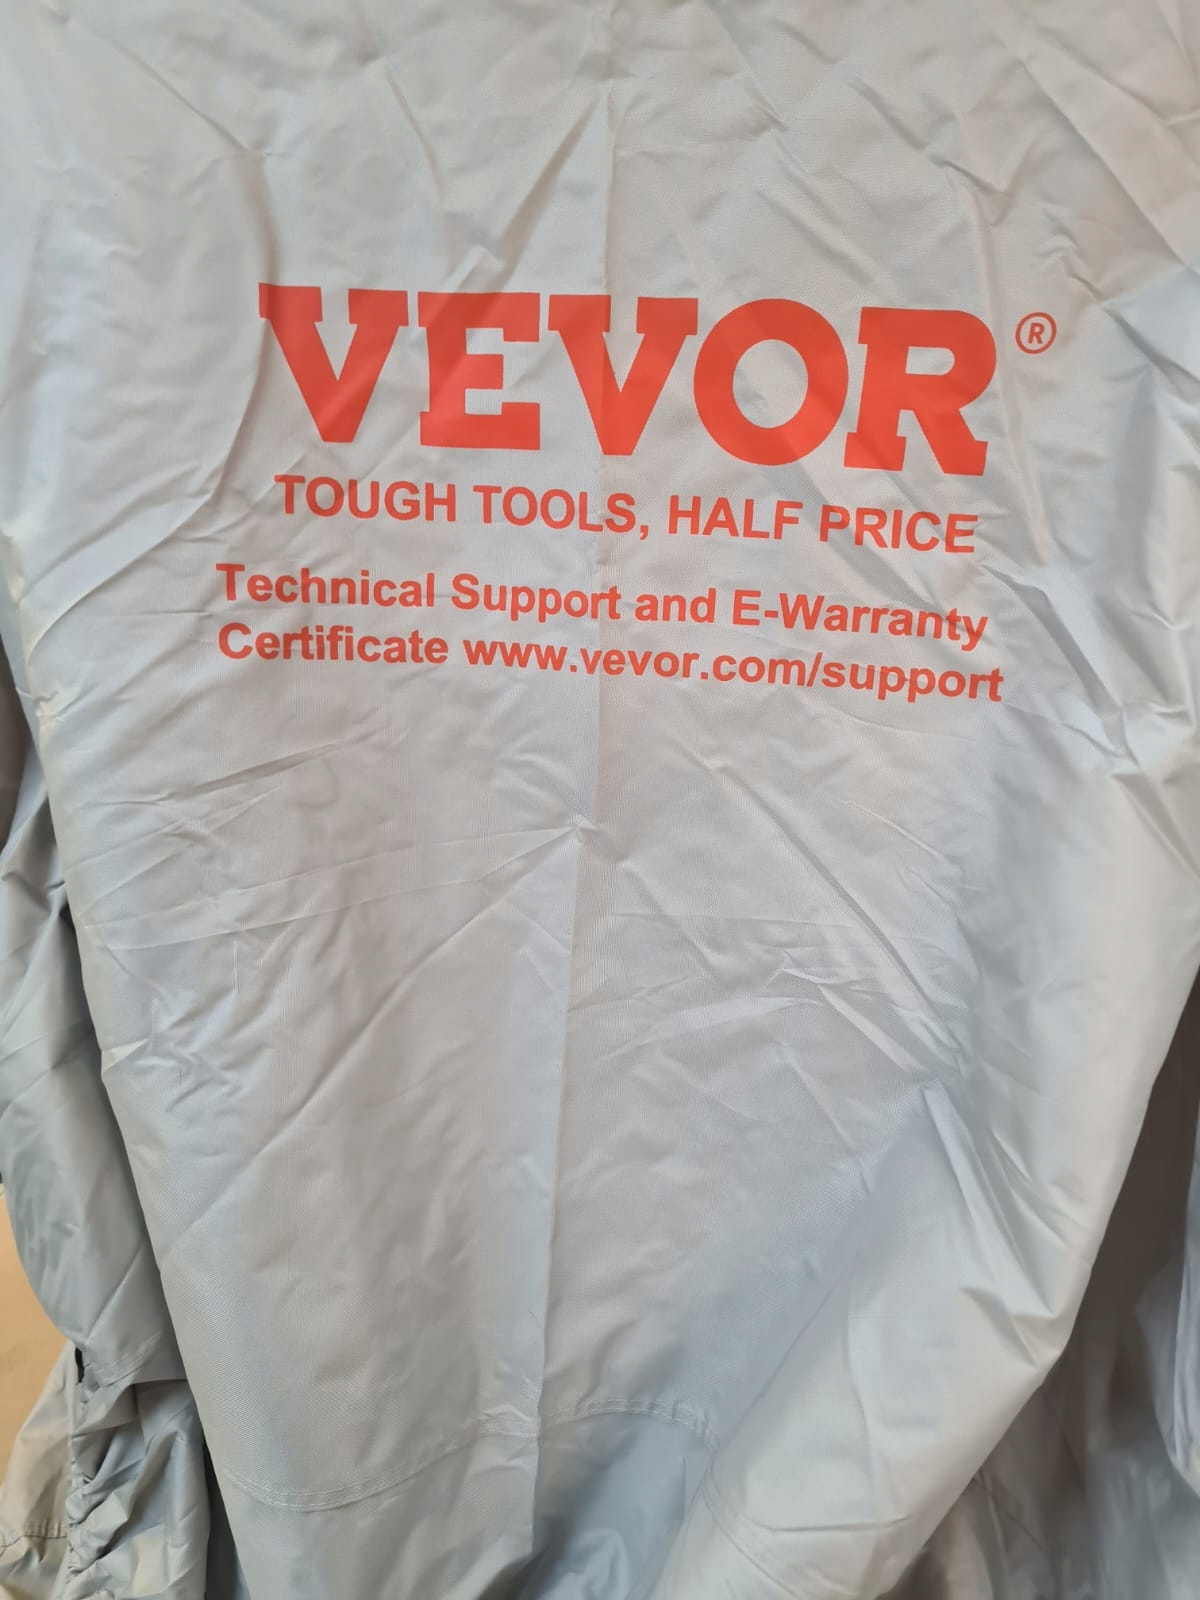 VEVOR®
TOUGH TOOLS, HALF PRICE
Technical Support and E-Warranty
Certificate www.vevor.com/support